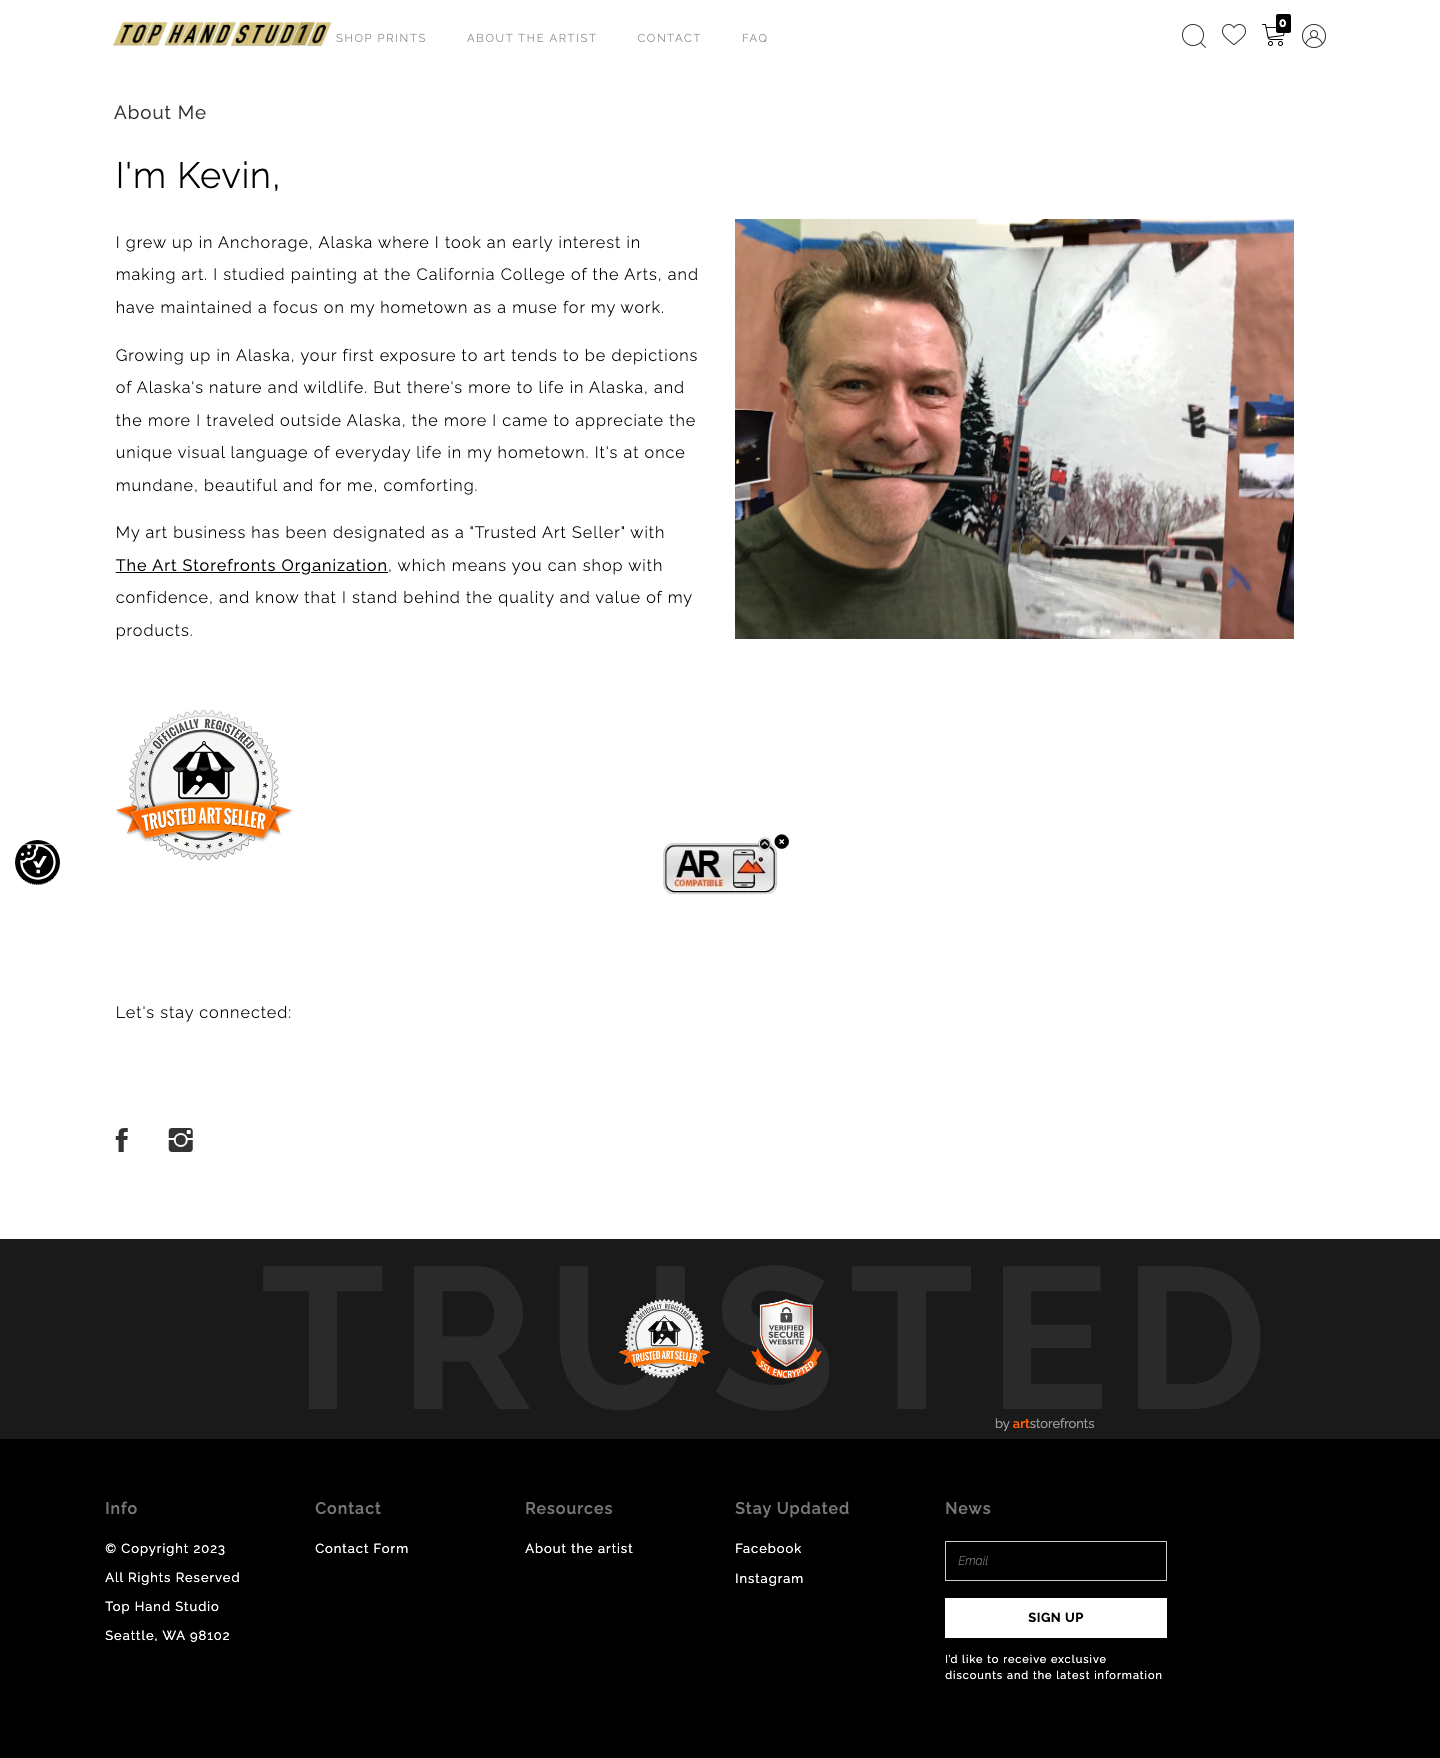 TOP HAND STUD10
SHOP PRINTS
ABOUT THE ARTIST
CONTACT
FAQ
0
About Me
I'm Kevin,
I grew up in Anchorage, Alaska where I took an early interest in
making art. I studied painting at the California College of the Arts, and
have maintained a focus on my hometown as a muse for my work.
Growing up in Alaska, your first exposure to art tends to be depictions
of Alaska's nature and wildlife. But there's more to life in Alaska, and
the more I traveled outside Alaska, the more I came to appreciate the
unique visual language of everyday life in my hometown. It's at once
mundane, beautiful and for me, comforting.
My art business has been designated as a "Trusted Art Seller" with
The Art Storefronts Organization, which means you can shop with
confidence, and know that I stand behind the quality and value of my
products.
OFFICIALLY REGISTERED
TRUSTED ART SELLER
AR
COMPATIBLE
Let's stay connected:
TRUSTED
OFFICIALLY REGISTERED
TRUSTED ART SELLER
VERIFIED
SECURE
WEBSITE
SSL ENCRYPTED
by artstorefronts
Info
© Copyright 2023
All Rights Reserved
Top Hand Studio
Seattle, WA 98102
Contact
Contact Form
Resources
About the artist
Stay Updated
Facebook
Instagram
News
Email
SIGN UP
I'd like to receive exclusive
discounts and the latest information